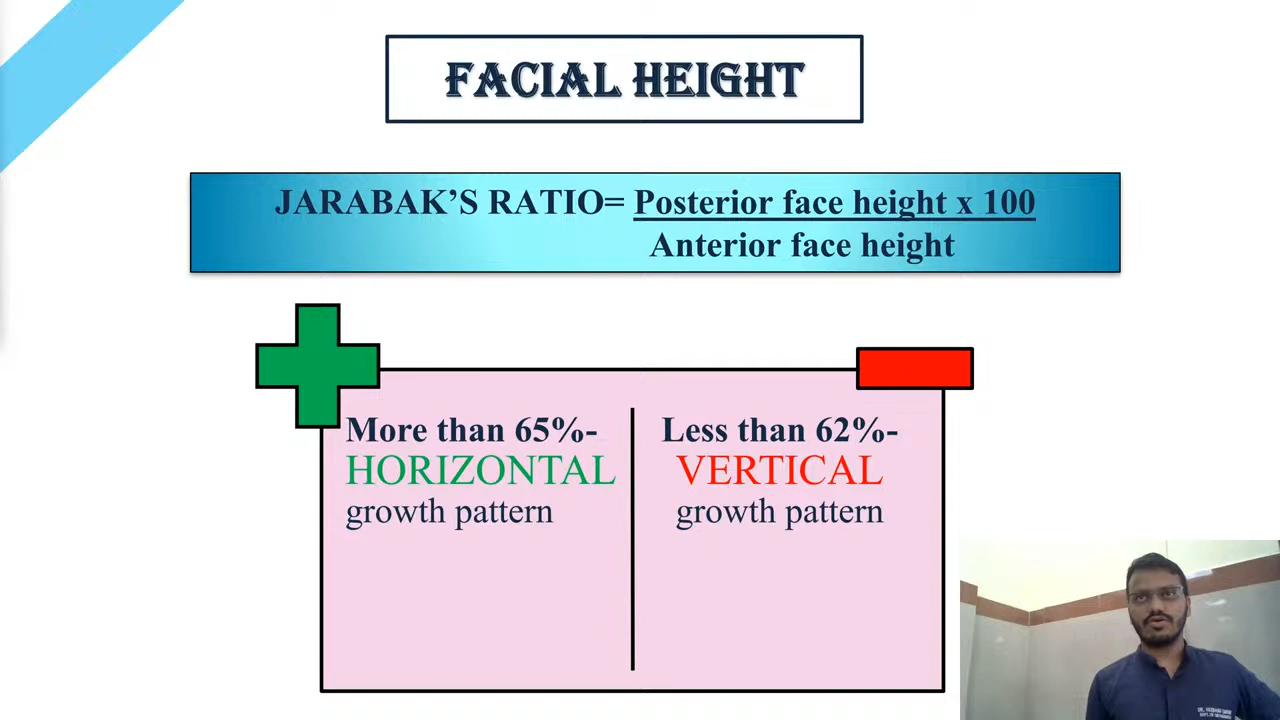 FACIAL HEIGHT
JARABAK’S RATIO= Posterior face height x 100
Anterior face height
More than 65%-
HORIZONTAL
growth pattern
Less than 62%-
VERTICAL
growth pattern